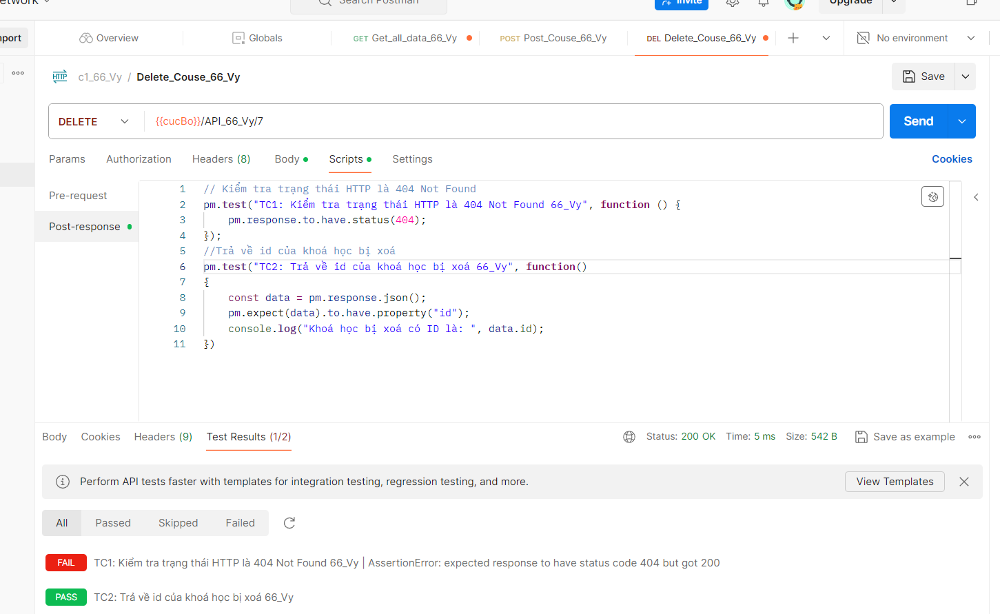 Search Postman
Invite
Upgrade
Overview
Globals
GET Get_all_data_66_Vy
POST Post_Couse_66_Vy
DEL Delete_Couse_66_Vy
No environment
HTTP
c1_66_Vy / Delete_Couse_66_Vy
Save
DELETE
{{cucBo}}/API_66_Vy/7
Send
Params
Authorization
Headers (8)
Body
Scripts
Settings
Cookies
Pre-request
Post-response
1 // Kiểm tra trạng thái HTTP là 404 Not Found
2 pm.test("TC1: Kiểm tra trạng thái HTTP là 404 Not Found 66_Vy", function () {
3 pm.response.to.have.status(404);
4 });
5 //Trả về id của khoá học bị xoá
6 pm.test("TC2: Trả về id của khoá học bị xoá 66_Vy", function()
7 {
8 const data = pm.response.json();
9 pm.expect(data).to.have.property("id");
10 console.log("Khoá học bị xoá có ID là: ", data.id);
11 })
Body
Cookies
Headers (9)
Test Results (1/2)
Status: 200 OK
Time: 5 ms
Size: 542 B
Save as example
Perform API tests faster with templates for integration testing, regression testing, and more.
View Templates
All
Passed
Skipped
Failed
FAIL TC1: Kiểm tra trạng thái HTTP là 404 Not Found 66_Vy | AssertionError: expected response to have status code 404 but got 200
PASS TC2: Trả về id của khoá học bị xoá 66_Vy